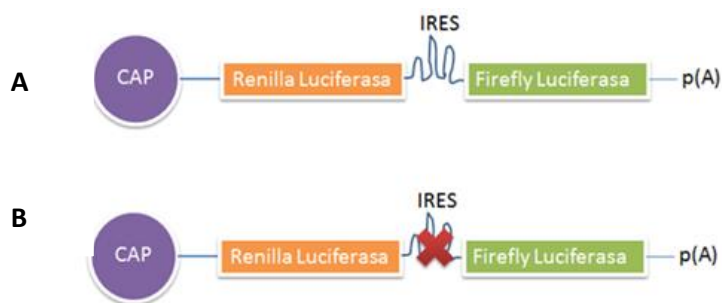 IRES
A CAP Renilla Luciferasa Firefly Luciferasa p(A)
IRES
B CAP Renilla Luciferasa Firefly Luciferasa p(A)